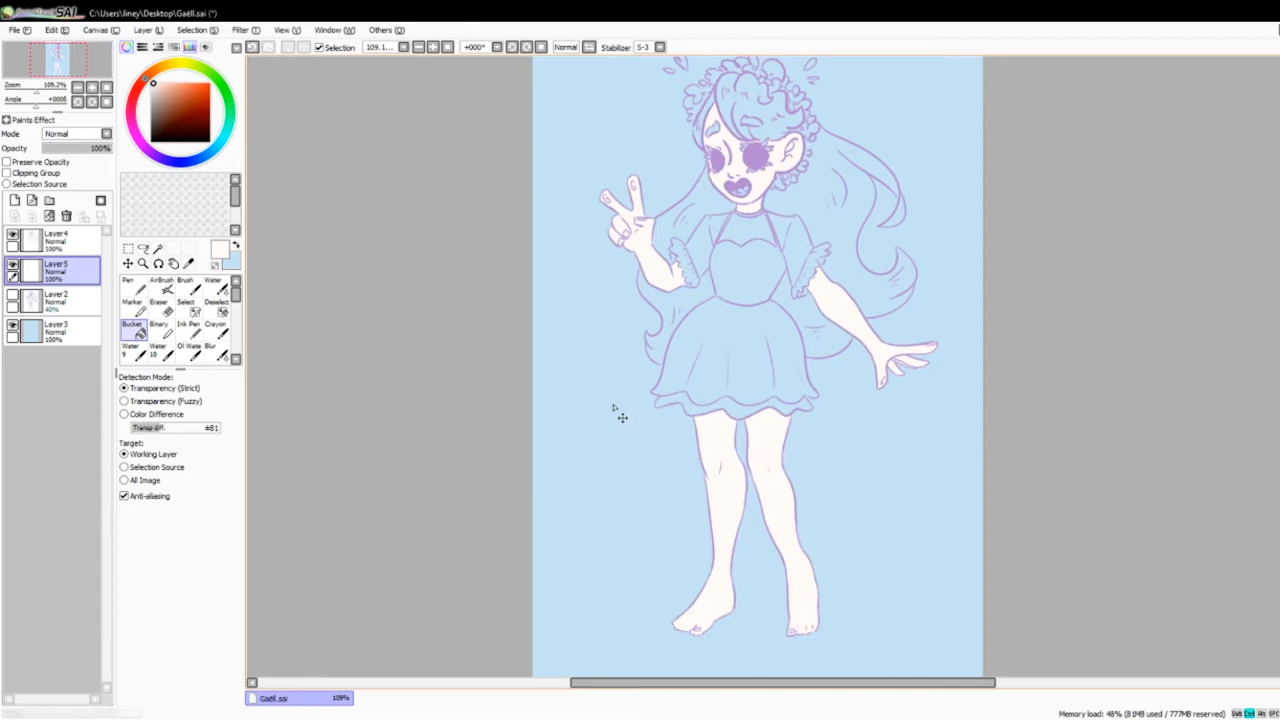 PaintTool SAI C:\Users\liney\Desktop\Gaëll.sai (*)
File (F) Edit (E) Canvas (C) Layer (L) Selection (S) Filter (T) View (V) Window (W) Others (O)
Selection 109.1... +000° Normal Stabilizer S-3
Zoom 109.2%
Angle +000δ
Paints Effect
Mode Normal
Opacity 100%
Preserve Opacity
Clipping Group
Selection Source
Layer4
Normal
100%
Layer5
Normal
100%
Layer2
Normal
40%
Layer3
Normal
100%
Pen AirBrush Brush Water
Marker Eraser Select Deselect
Bucket Binary Ink Pen Crayon
Water 9 Water 10 Ol Wate Blur
Detection Mode:
Transparency (Strict)
Transparency (Fuzzy)
Color Difference
Transp diff. ±81
Target:
Working Layer
Selection Source
All Image
Anti-aliasing
Gaëll.sai 109%
Memory load: 48% (81MB used / 777MB reserved)